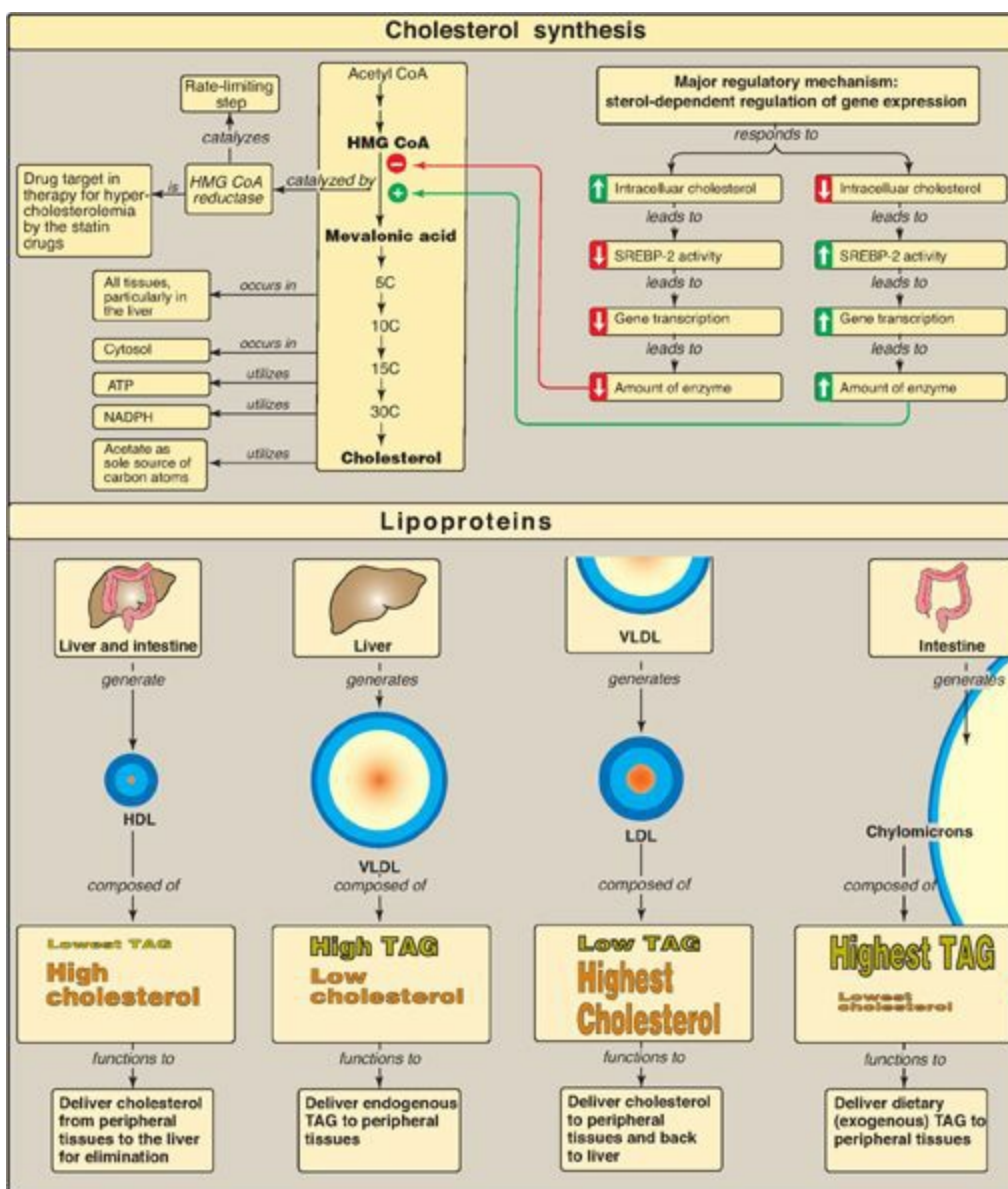 Cholesterol synthesis
Acetyl CoA
HMG CoA
Mevalonic acid
5C
10C
15C
30C
Cholesterol
catalyzed by
HMG CoA
reductase
catalyzes
Rate-limiting
step
is
Drug target in
therapy for hyper-
cholesterolemia
by the statin
drugs
occurs in
All tissues,
particularly in
the liver
occurs in
Cytosol
utilizes
ATP
utilizes
NADPH
utilizes
Acetate as
sole source of
carbon atoms
Major regulatory mechanism:
sterol-dependent regulation of gene expression
responds to
Intracelluar cholesterol
leads to
SREBP-2 activity
leads to
Gene transcription
leads to
Amount of enzyme
Intracelluar cholesterol
leads to
SREBP-2 activity
leads to
Gene transcription
leads to
Amount of enzyme
Lipoproteins
Liver and intestine
generate
HDL
composed of
Lowest TAG
High
cholesterol
functions to
Deliver cholesterol
from peripheral
tissues to the liver
for elimination
Liver
generates
VLDL
composed of
High TAG
Low
cholesterol
functions to
Deliver endogenous
TAG to peripheral
tissues
VLDL
generates
LDL
composed of
Low TAG
Highest
Cholesterol
functions to
Deliver cholesterol
to peripheral
tissues and back
to liver
Intestine
generates
Chylomicrons
composed of
Highest TAG
Lowest
cholesterol
functions to
Deliver dietary
(exogenous) TAG to
peripheral tissues